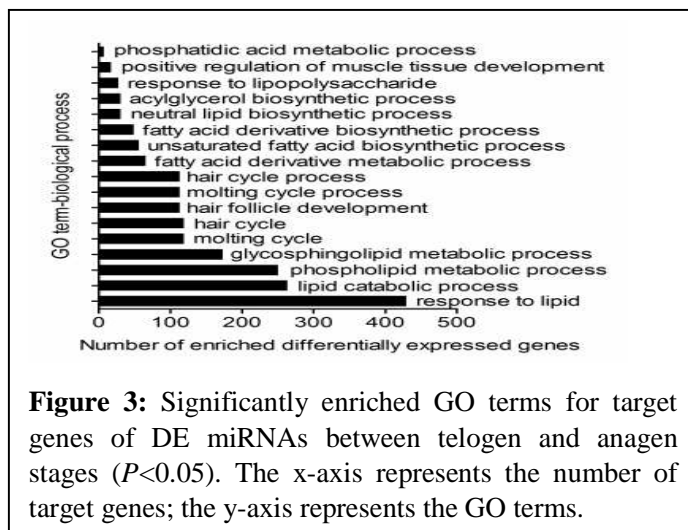 GO term-biological process
phosphatidic acid metabolic process
positive regulation of muscle tissue development
response to lipopolysaccharide
acylglycerol biosynthetic process
neutral lipid biosynthetic process
fatty acid derivative biosynthetic process
unsaturated fatty acid biosynthetic process
fatty acid derivative metabolic process
hair cycle process
molting cycle process
hair follicle development
hair cycle
molting cycle
glycosphingolipid metabolic process
phospholipid metabolic process
lipid catabolic process
response to lipid
0 100 200 300 400 500
Number of enriched differentially expressed genes
Figure 3: Significantly enriched GO terms for target
genes of DE miRNAs between telogen and anagen
stages (P<0.05). The x-axis represents the number of
target genes; the y-axis represents the GO terms.